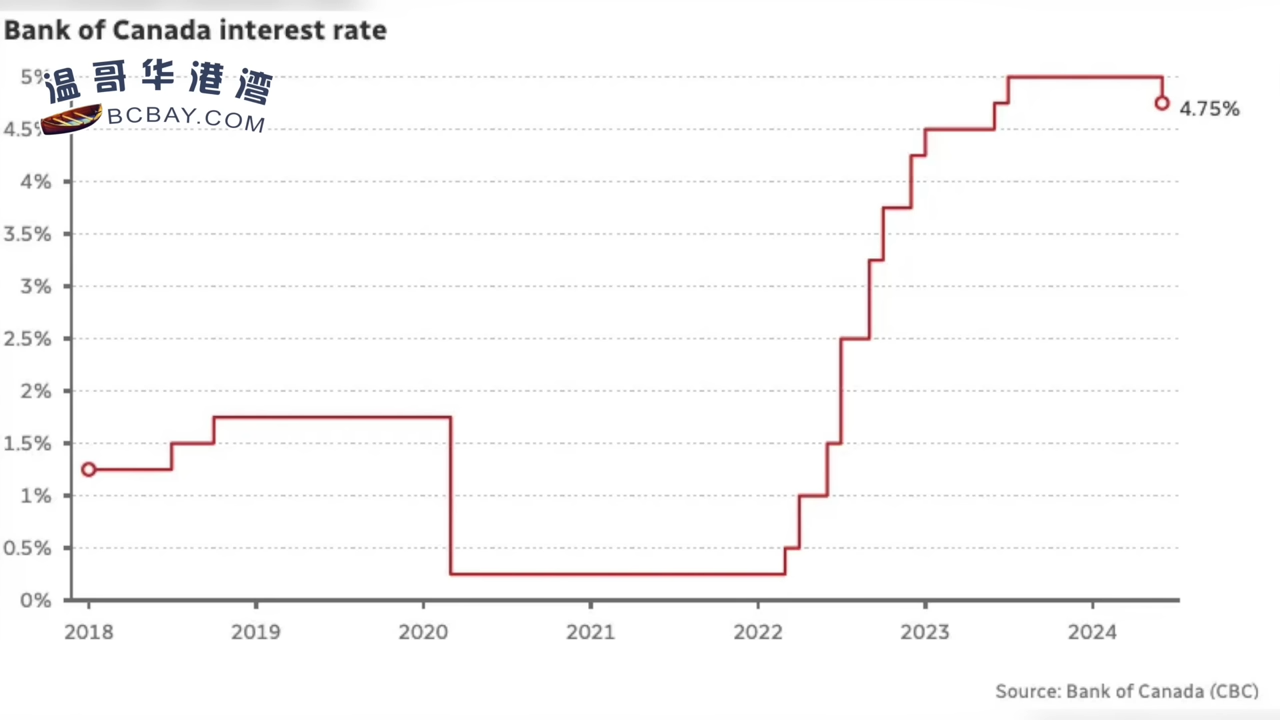 Bank of Canada interest rate
温哥华港湾
BCBAY.COM
5%
4.5%
4%
3.5%
3%
2.5%
2%
1.5%
1%
0.5%
0%
4.75%
2018 2019 2020 2021 2022 2023 2024
Source: Bank of Canada (CBC)